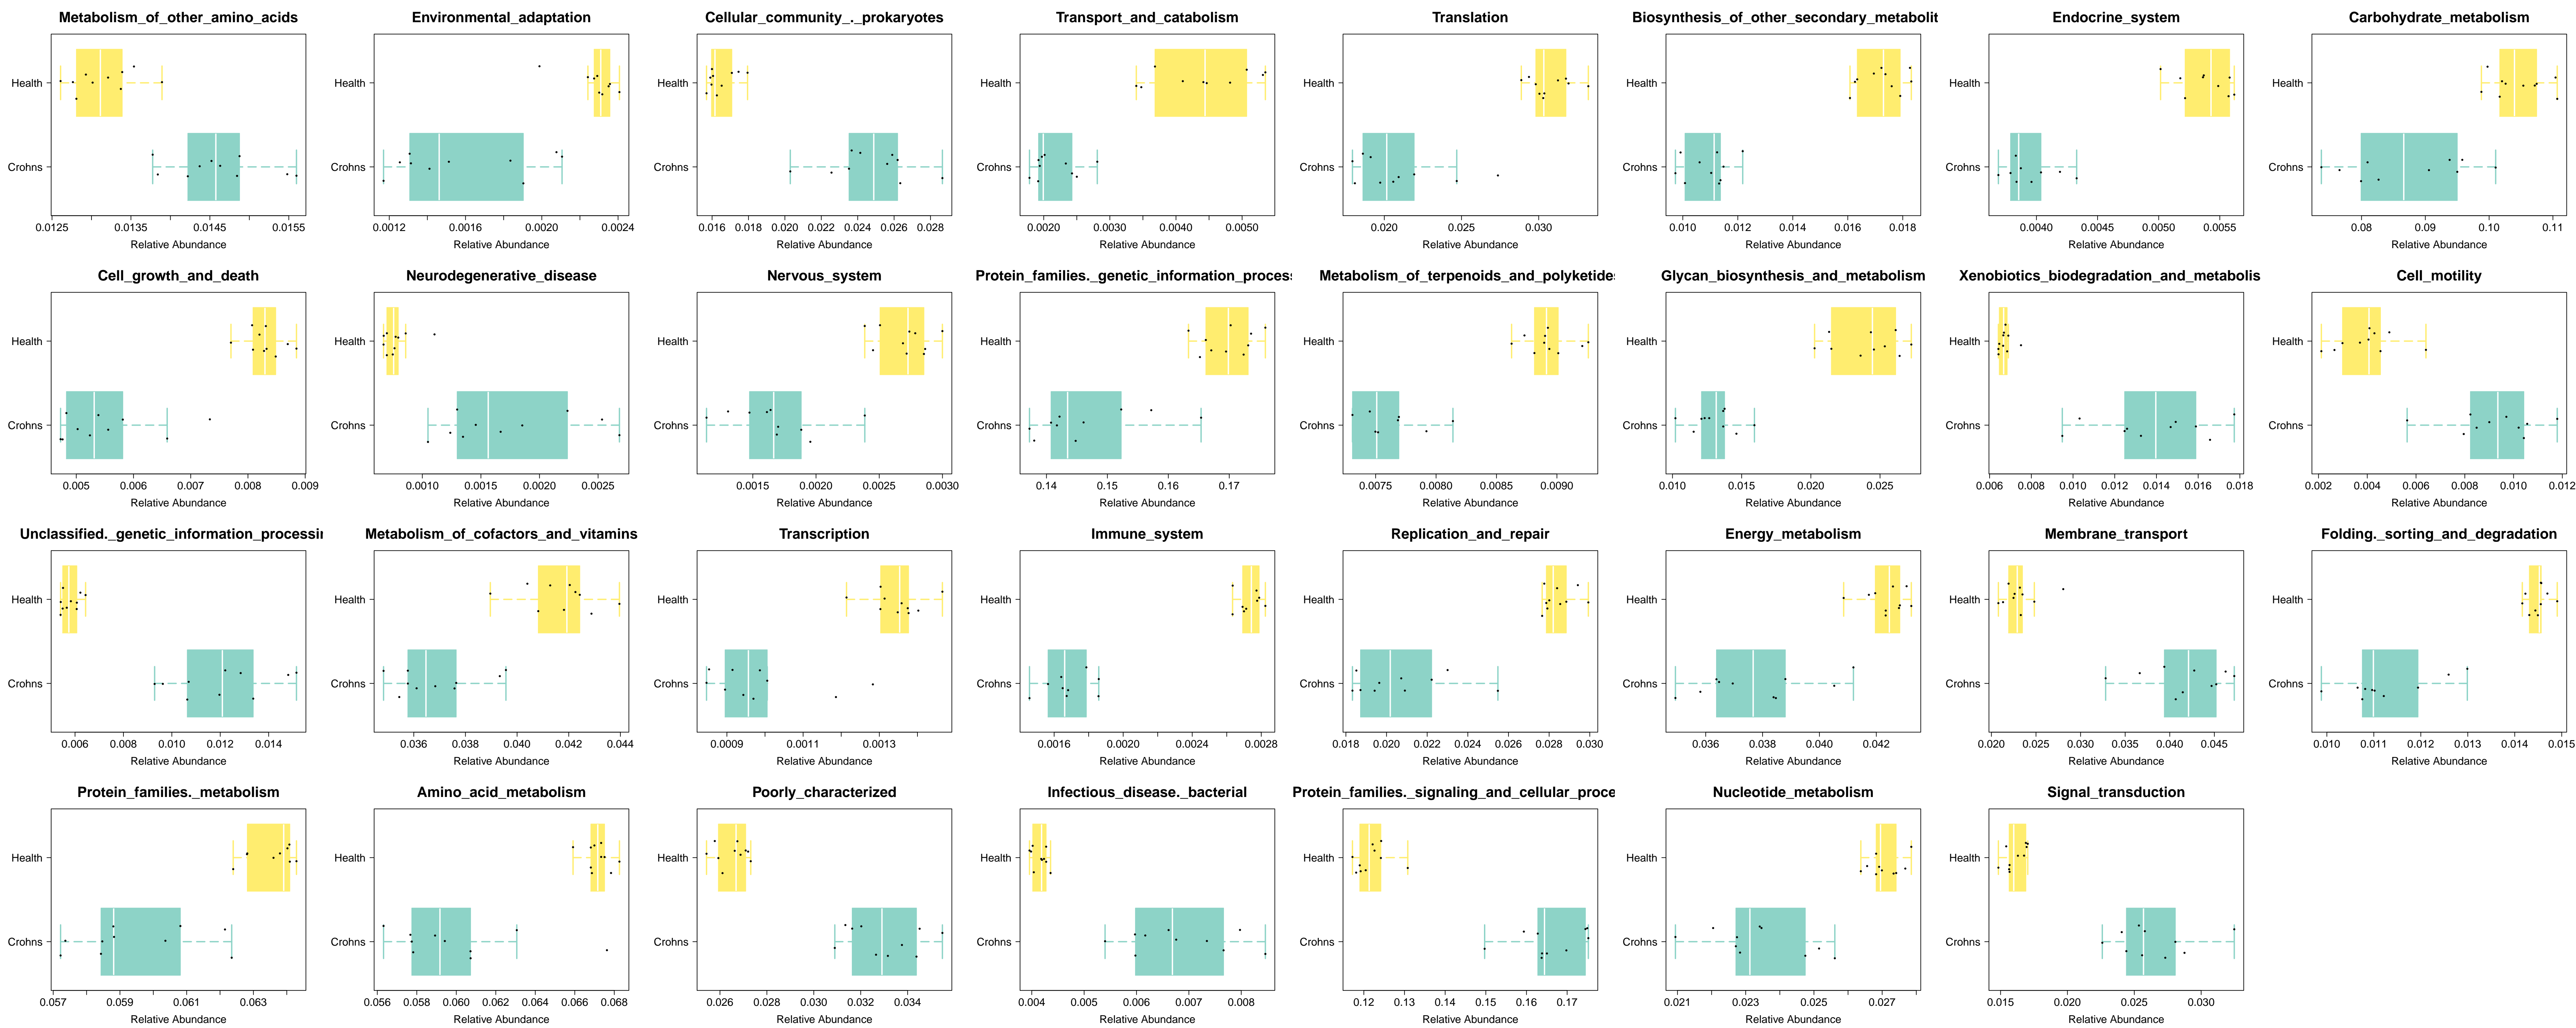 Metabolism_of_other_amino_acids
Health
Crohns
0.0125 0.0135 0.0145 0.0155
Relative Abundance
Environmental_adaptation
Health
Crohns
0.0012 0.0016 0.0020 0.0024
Relative Abundance
Cellular_community_._prokaryotes
Health
Crohns
0.016 0.018 0.020 0.022 0.024 0.026 0.028
Relative Abundance
Transport_and_catabolism
Health
Crohns
0.0020 0.0030 0.0040 0.0050
Relative Abundance
Translation
Health
Crohns
0.020 0.025 0.030
Relative Abundance
Biosynthesis_of_other_secondary_metabolit
Health
Crohns
0.010 0.012 0.014 0.016 0.018
Relative Abundance
Endocrine_system
Health
Crohns
0.0040 0.0045 0.0050 0.0055
Relative Abundance
Carbohydrate_metabolism
Health
Crohns
0.08 0.09 0.10 0.11
Relative Abundance
Cell_growth_and_death
Health
Crohns
0.005 0.006 0.007 0.008 0.009
Relative Abundance
Neurodegenerative_disease
Health
Crohns
0.0010 0.0015 0.0020 0.0025
Relative Abundance
Nervous_system
Health
Crohns
0.0015 0.0020 0.0025 0.0030
Relative Abundance
Protein_families._genetic_information_process
Health
Crohns
0.14 0.15 0.16 0.17
Relative Abundance
Metabolism_of_terpenoids_and_polyketides
Health
Crohns
0.0075 0.0080 0.0085 0.0090
Relative Abundance
Glycan_biosynthesis_and_metabolism
Health
Crohns
0.010 0.015 0.020 0.025
Relative Abundance
Xenobiotics_biodegradation_and_metabolis
Health
Crohns
0.006 0.008 0.010 0.012 0.014 0.016 0.018
Relative Abundance
Cell_motility
Health
Crohns
0.002 0.004 0.006 0.008 0.010 0.012
Relative Abundance
Unclassified._genetic_information_processin
Health
Crohns
0.006 0.008 0.010 0.012 0.014
Relative Abundance
Metabolism_of_cofactors_and_vitamins
Health
Crohns
0.036 0.038 0.040 0.042 0.044
Relative Abundance
Transcription
Health
Crohns
0.0009 0.0011 0.0013
Relative Abundance
Immune_system
Health
Crohns
0.0016 0.0020 0.0024 0.0028
Relative Abundance
Replication_and_repair
Health
Crohns
0.018 0.020 0.022 0.024 0.026 0.028 0.030
Relative Abundance
Energy_metabolism
Health
Crohns
0.036 0.038 0.040 0.042
Relative Abundance
Membrane_transport
Health
Crohns
0.020 0.025 0.030 0.035 0.040 0.045
Relative Abundance
Folding._sorting_and_degradation
Health
Crohns
0.010 0.011 0.012 0.013 0.014 0.015
Relative Abundance
Protein_families._metabolism
Health
Crohns
0.057 0.059 0.061 0.063
Relative Abundance
Amino_acid_metabolism
Health
Crohns
0.056 0.058 0.060 0.062 0.064 0.066 0.068
Relative Abundance
Poorly_characterized
Health
Crohns
0.026 0.028 0.030 0.032 0.034
Relative Abundance
Infectious_disease._bacterial
Health
Crohns
0.004 0.005 0.006 0.007 0.008
Relative Abundance
Protein_families._signaling_and_cellular_proce
Health
Crohns
0.12 0.13 0.14 0.15 0.16 0.17
Relative Abundance
Nucleotide_metabolism
Health
Crohns
0.021 0.023 0.025 0.027
Relative Abundance
Signal_transduction
Health
Crohns
0.015 0.020 0.025 0.030
Relative Abundance